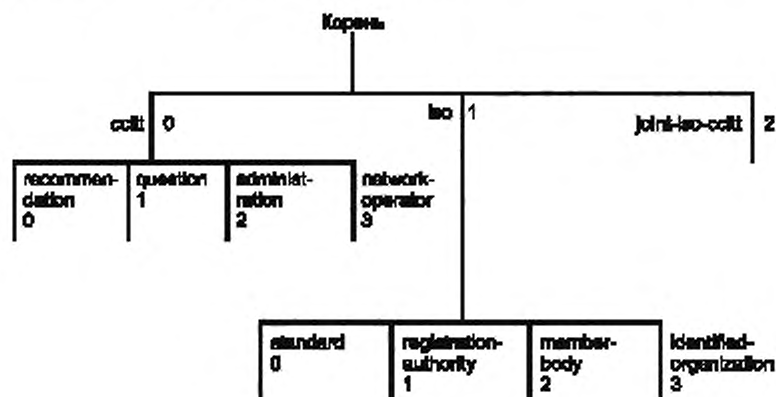 Корень
ccitt 0
iso 1
joint-iso-ccitt 2
recommen-
dation
0
question
1
administ-
ration
2
network-
operator
3
standard
0
registration-
authority
1
member-
body
2
identified-
organization
3